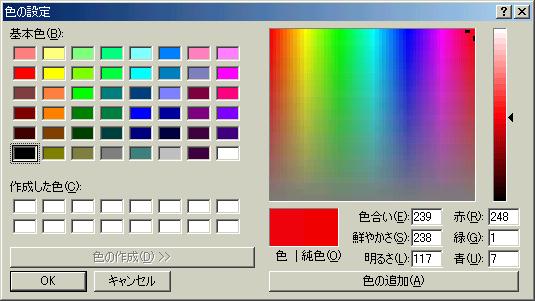 色の設定
基本色(B):
作成した色(C):
色の作成(D) >>
OK
キャンセル
色 | 純色(O)
色合い(E): 239
鮮やかさ(S): 238
明るさ(L): 117
赤(R): 248
緑(G): 1
青(U): 7
色の追加(A)